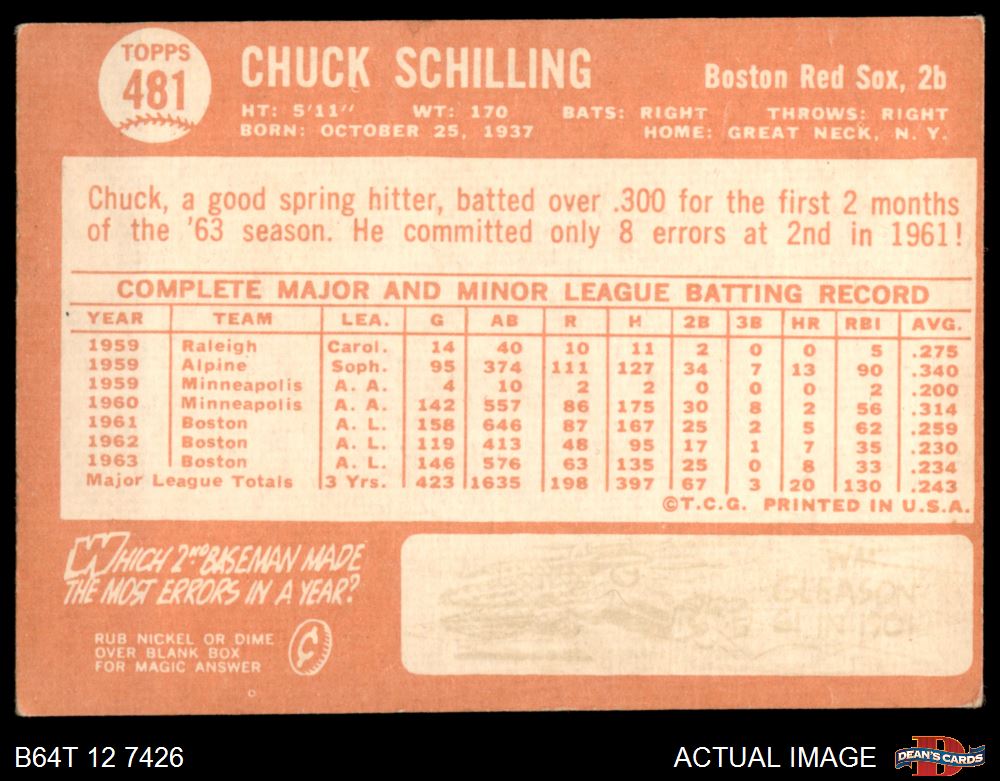 TOPPS
481
CHUCK SCHILLING
Boston Red Sox, 2b
HT: 5'11" WT: 170 BATS: RIGHT THROWS: RIGHT
BORN: OCTOBER 25, 1937 HOME: GREAT NECK, N. Y.
Chuck, a good spring hitter, batted over .300 for the first 2 months
of the '63 season. He committed only 8 errors at 2nd in 1961!
COMPLETE MAJOR AND MINOR LEAGUE BATTING RECORD
YEAR TEAM LEA. G AB R H 2B 3B HR RBI AVG.
1959 Raleigh Carol. 14 40 10 11 2 0 0 5 .275
1959 Alpine Soph. 95 374 111 127 34 7 13 90 .340
1959 Minneapolis A. A. 4 10 2 2 0 0 0 2 .200
1960 Minneapolis A. A. 142 557 86 175 30 8 2 56 .314
1961 Boston A. L. 158 646 87 167 25 2 5 62 .259
1962 Boston A. L. 119 413 48 95 17 1 7 35 .230
1963 Boston A. L. 146 576 63 135 25 0 8 33 .234
Major League Totals 3 Yrs. 423 1635 198 397 67 3 20 130 .243
©T.C.G. PRINTED IN U.S.A.
WHICH 2ND BASEMAN MADE
THE MOST ERRORS IN A YEAR?
RUB NICKEL OR DIME
OVER BLANK BOX
FOR MAGIC ANSWER
GLEASON
IN 1901
B64T 12 7426
ACTUAL IMAGE
DEAN'S CARDS